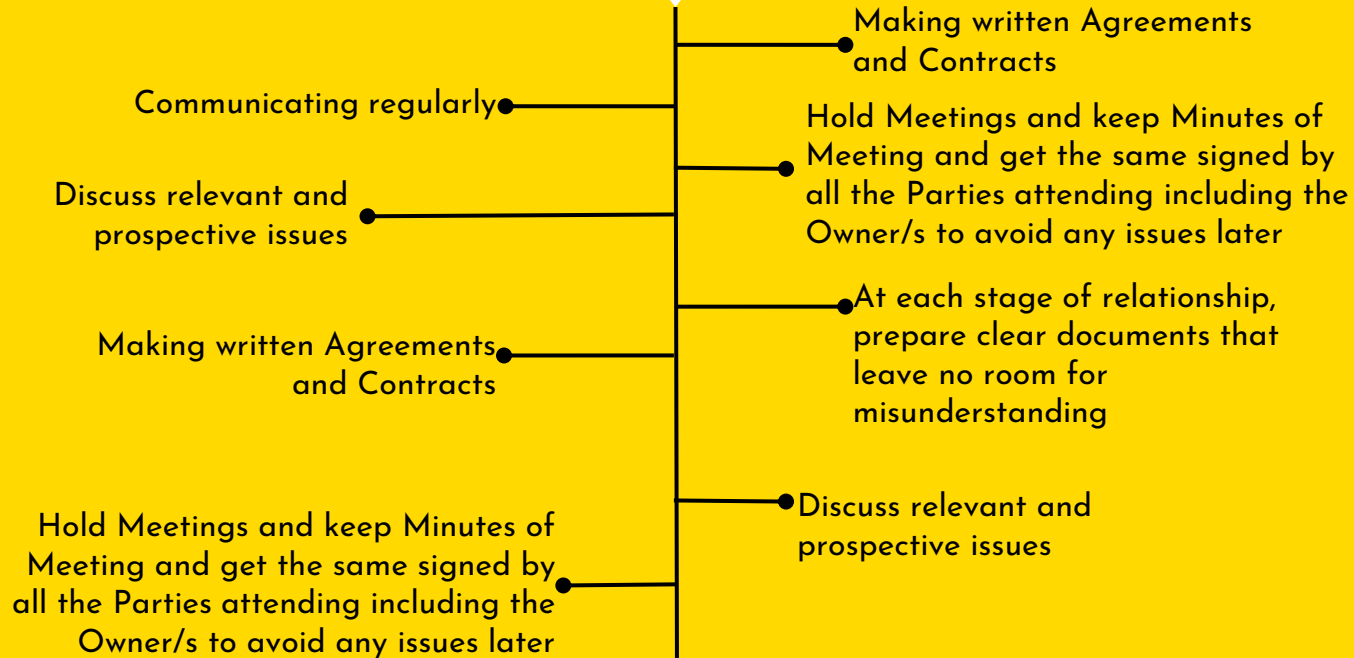 Making written Agreements
and Contracts
Communicating regularly
Hold Meetings and keep Minutes of
Meeting and get the same signed by
all the Parties attending including the
Owner/s to avoid any issues later
Discuss relevant and
prospective issues
At each stage of relationship,
prepare clear documents that
leave no room for
misunderstanding
Making written Agreements
and Contracts
Discuss relevant and
prospective issues
Hold Meetings and keep Minutes of
Meeting and get the same signed by
all the Parties attending including the
Owner/s to avoid any issues later